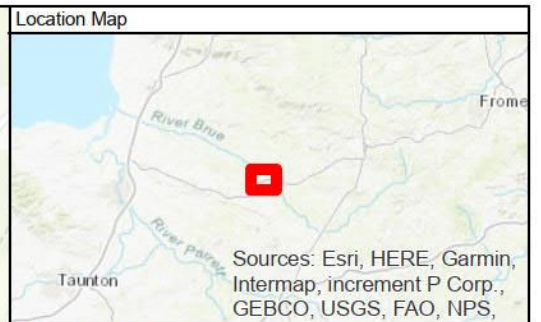 Location Map
Frome
River Brue
River Parrett
Sources: Esri, HERE, Garmin,
Taunton
Intermap, increment P Corp.,
GEBCO, USGS, FAO, NPS,